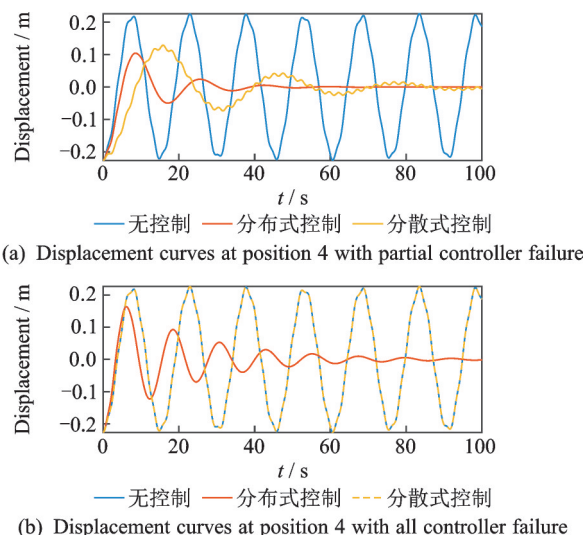 Displacement / m
0.2
0.1
0.0
−0.1
−0.2
0 20 40 60 80 100
t / s
无控制 分布式控制 分散式控制
(a) Displacement curves at position 4 with partial controller failure
Displacement / m
0.2
0.1
0.0
−0.1
−0.2
0 20 40 60 80 100
t / s
无控制 分布式控制 分散式控制
(b) Displacement curves at position 4 with all controller failure